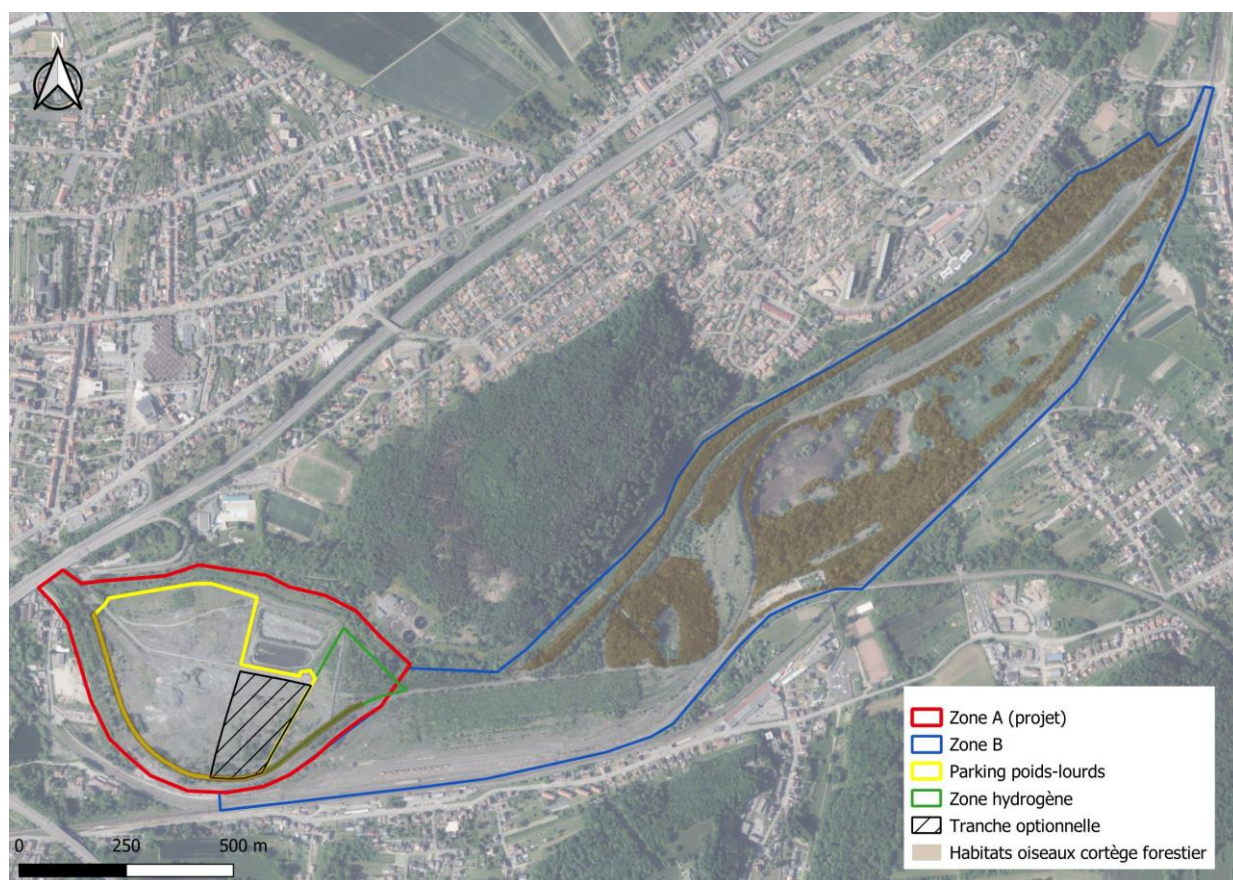 N
Zone A (projet)
Zone B
Parking poids-lourds
Zone hydrogène
Tranche optionnelle
Habitats oiseaux cortège forestier
0 250 500 m